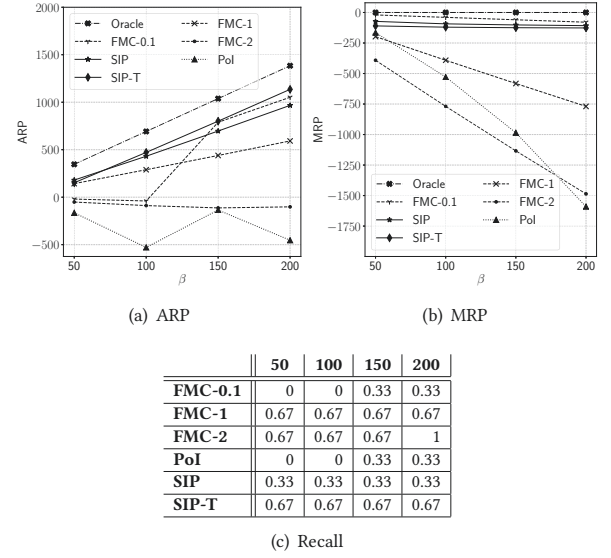 2000
1500
1000
500
0
−500
50
100
150
200
ARP
β
Oracle
FMC-0.1
SIP
SIP-T
FMC-1
FMC-2
PoI
(a) ARP
0
−250
−500
−750
−1000
−1250
−1500
−1750
50
100
150
200
MRP
β
Oracle
FMC-0.1
SIP
SIP-T
FMC-1
FMC-2
PoI
(b) MRP
50 100 150 200
FMC-0.1 0 0 0.33 0.33
FMC-1 0.67 0.67 0.67 0.67
FMC-2 0.67 0.67 0.67 1
PoI 0 0 0.33 0.33
SIP 0.33 0.33 0.33 0.33
SIP-T 0.67 0.67 0.67 0.67
(c) Recall